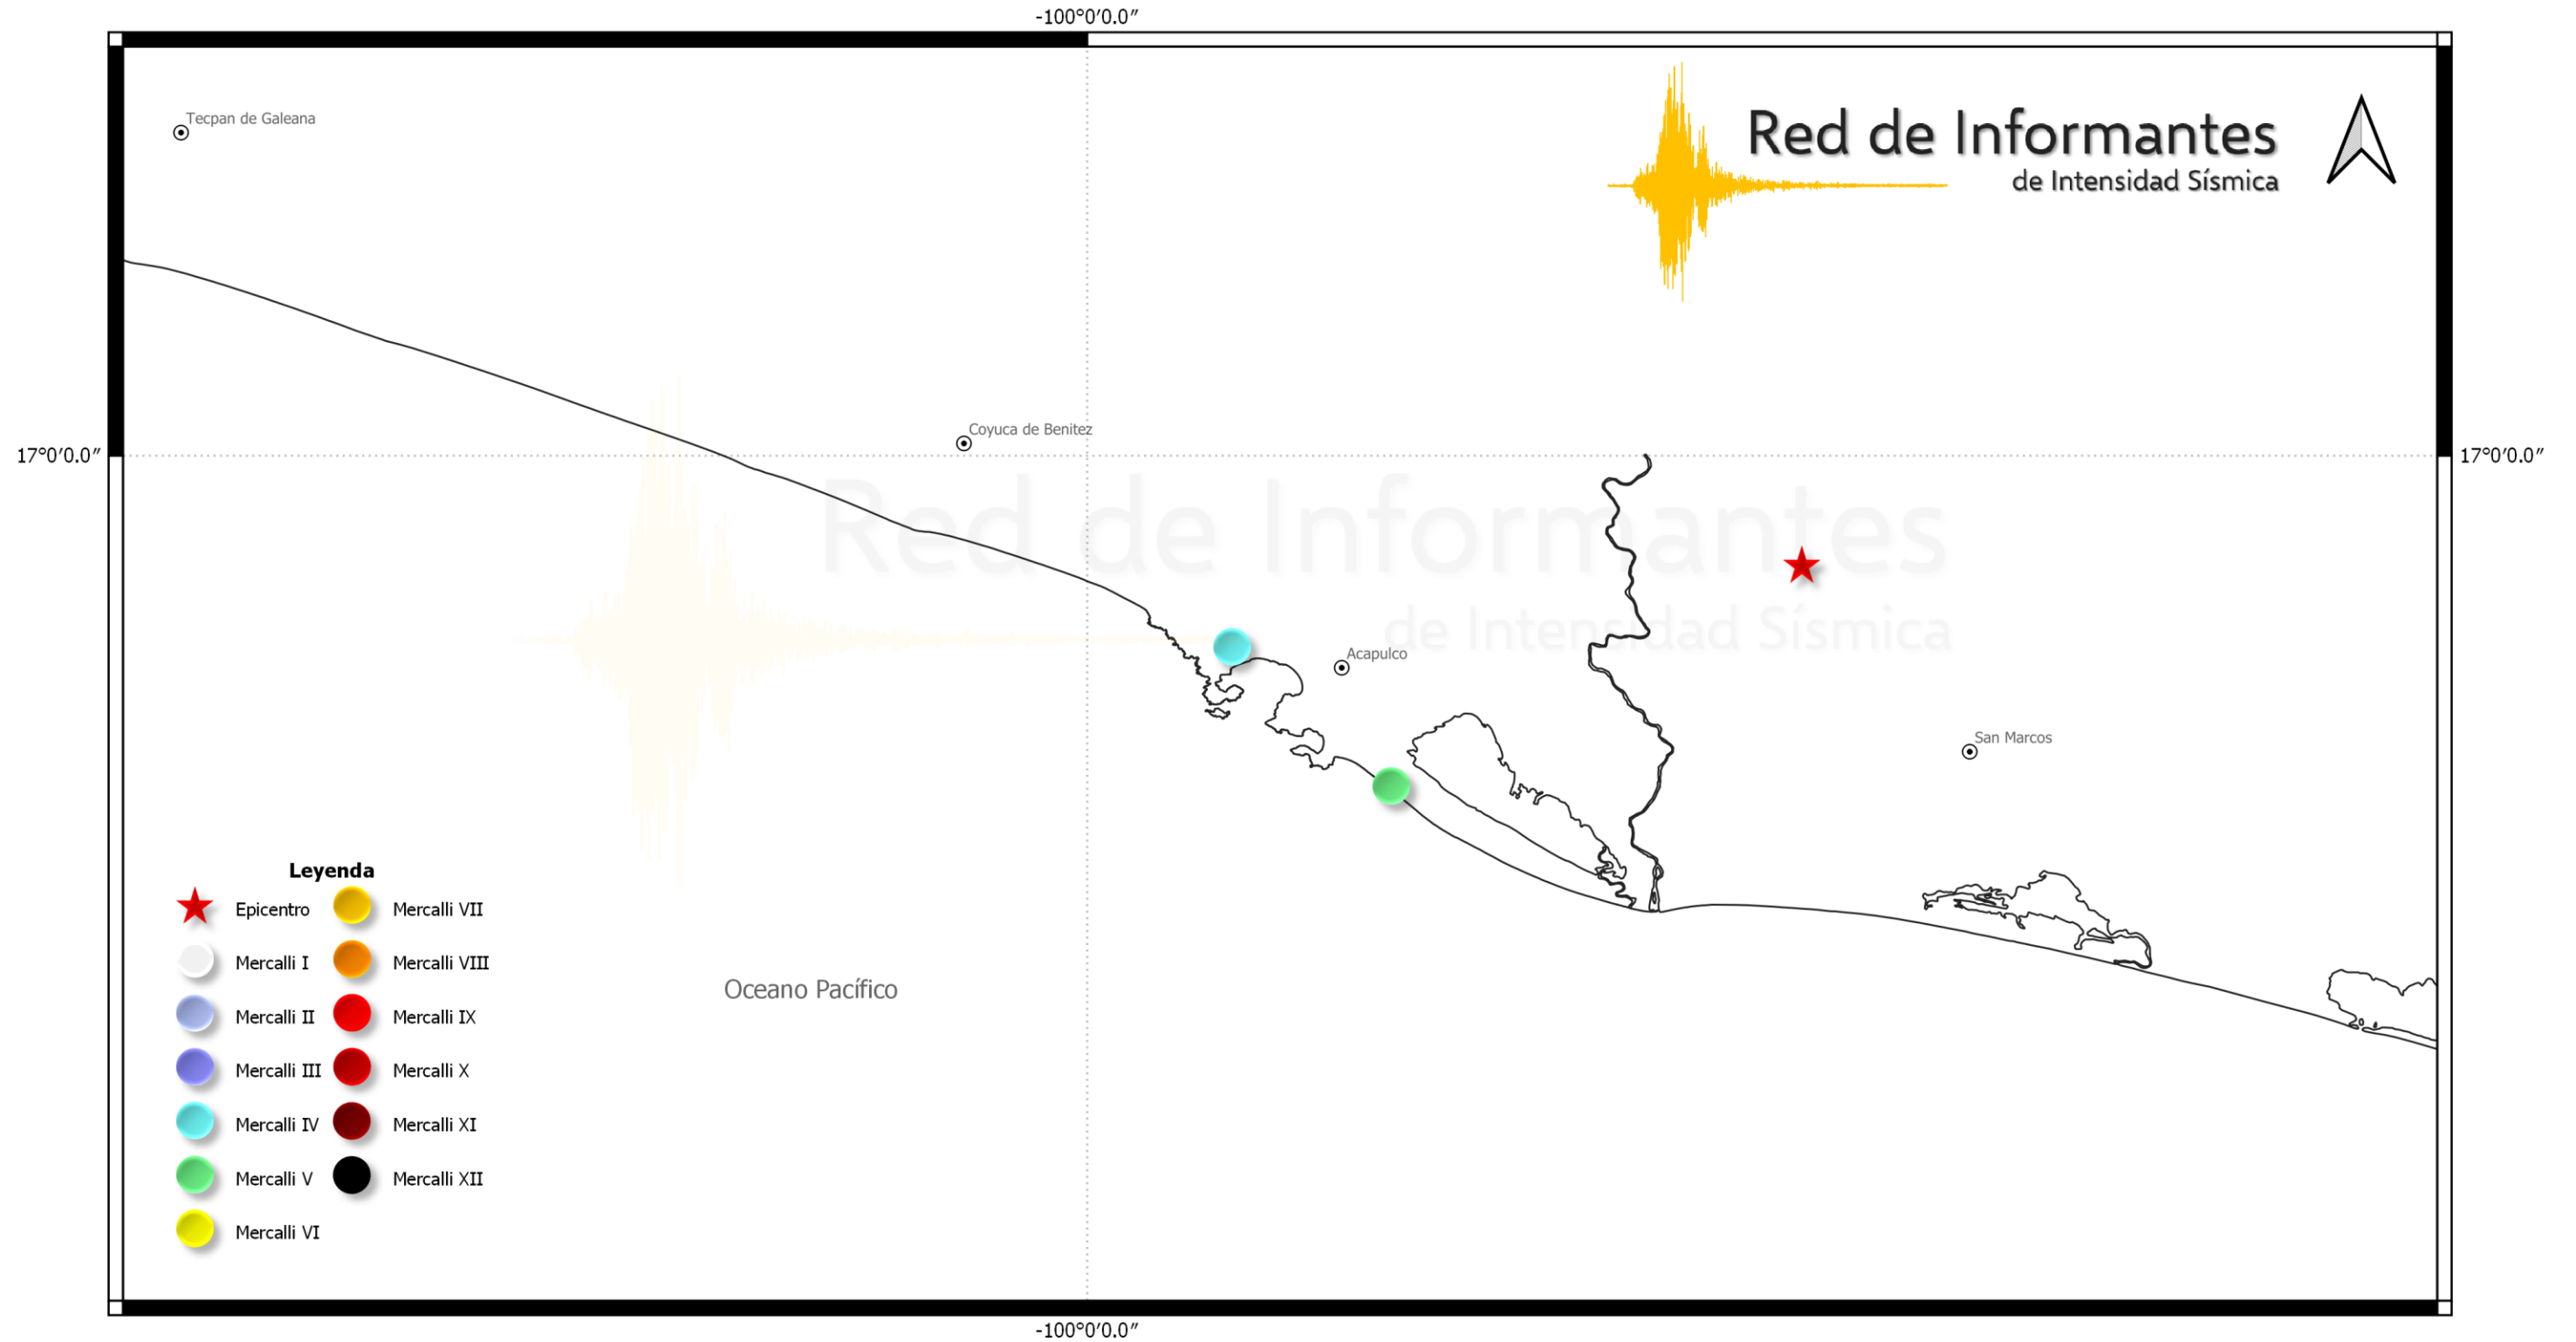 -100°0′0.0″
Tecpan de Galeana
Red de Informantes
de Intensidad Sísmica
Coyuca de Benitez
17°0′0.0″
17°0′0.0″
Red de Informantes
de Intensidad Sísmica
Acapulco
San Marcos
Oceano Pacífico
Leyenda
Epicentro
Mercalli I
Mercalli II
Mercalli III
Mercalli IV
Mercalli V
Mercalli VI
Mercalli VII
Mercalli VIII
Mercalli IX
Mercalli X
Mercalli XI
Mercalli XII
-100°0′0.0″